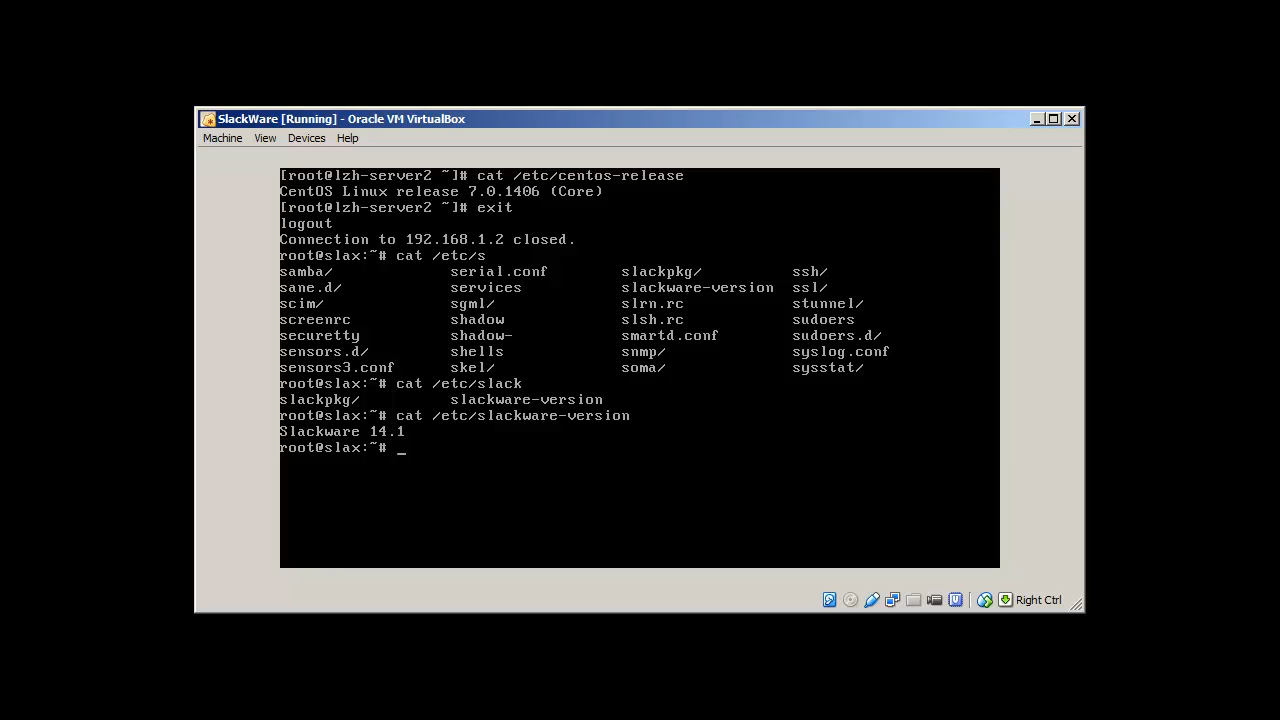 SlackWare [Running] - Oracle VM VirtualBox
Machine View Devices Help
[root@lzh-server2 ~]# cat /etc/centos-release
CentOS Linux release 7.0.1406 (Core)
[root@lzh-server2 ~]# exit
logout
Connection to 192.168.1.2 closed.
root@slax:~# cat /etc/s
samba/ serial.conf slackpkg/ ssh/
sane.d/ services slackware-version ssl/
scim/ sgml/ slrn.rc stunnel/
screenrc shadow slsh.rc sudoers
securetty shadow- smartd.conf sudoers.d/
sensors.d/ shells snmp/ syslog.conf
sensors3.conf skel/ soma/ sysstat/
root@slax:~# cat /etc/slack
slackpkg/ slackware-version
root@slax:~# cat /etc/slackware-version
Slackware 14.1
root@slax:~# _
Right Ctrl